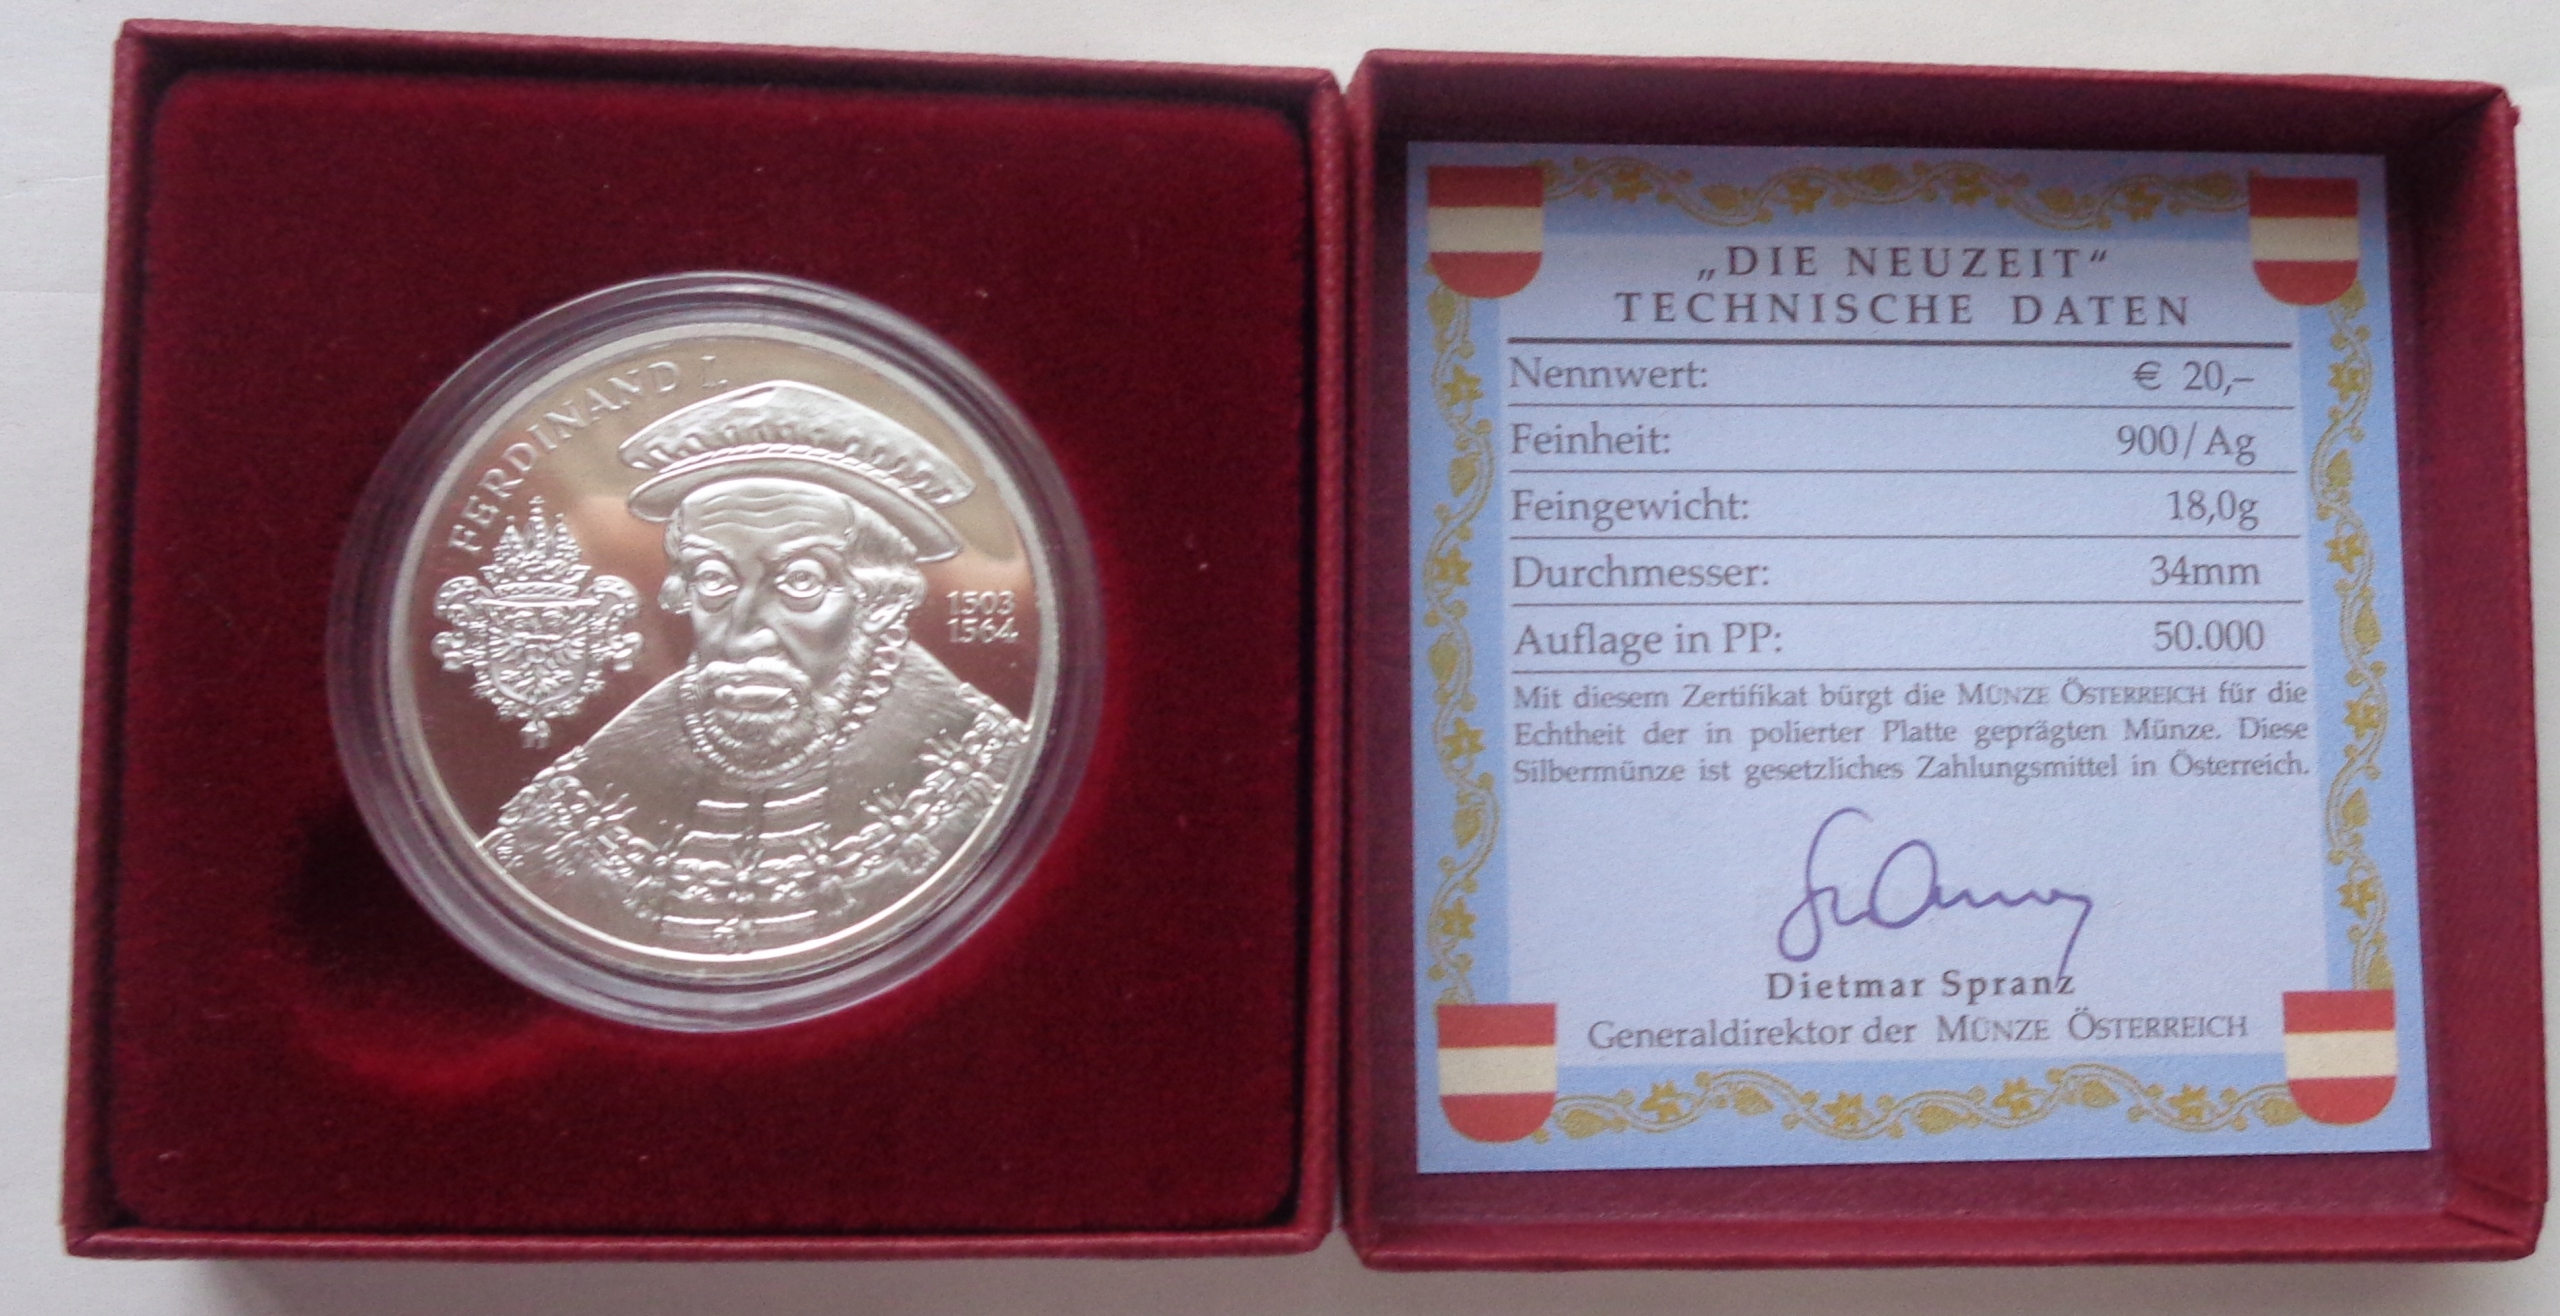 FERDINAND I.
1503
1564
„DIE NEUZEIT“
TECHNISCHE DATEN
Nennwert: € 20,–
Feinheit: 900/Ag
Feingewicht: 18,0g
Durchmesser: 34mm
Auflage in PP: 50.000
Mit diesem Zertifikat bürgt die MÜNZE ÖSTERREICH für die
Echtheit der in polierter Platte geprägten Münze. Diese
Silbermünze ist gesetzliches Zahlungsmittel in Österreich.
Dietmar Spranz
Generaldirektor der MÜNZE ÖSTERREICH